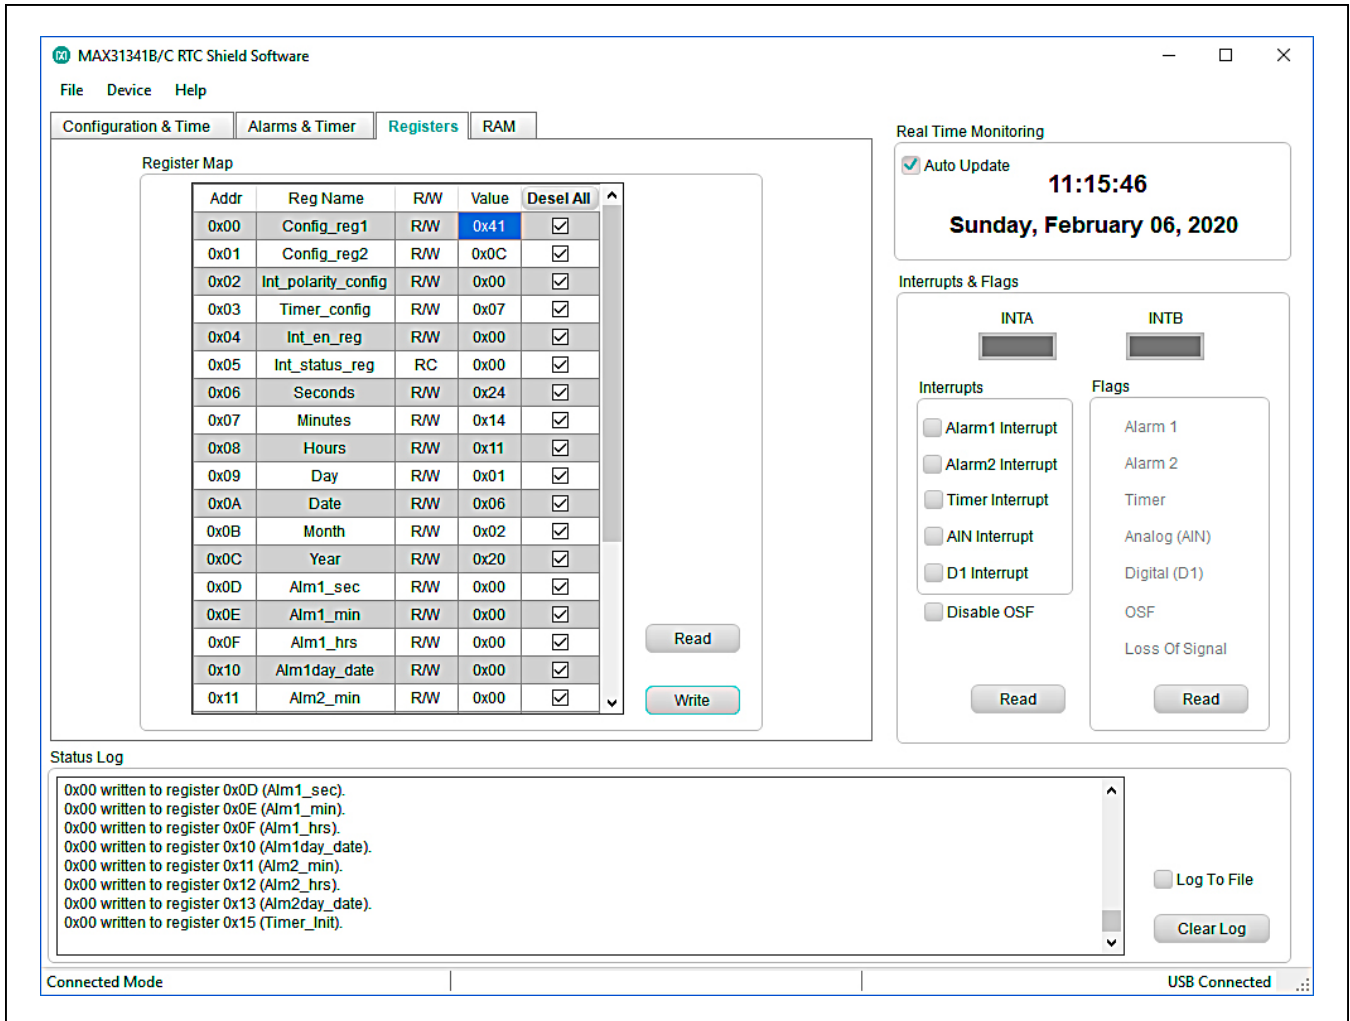 MAX31341B/C RTC Shield Software
File Device Help
Configuration & Time Alarms & Timer Registers RAM
Register Map
Addr Reg Name R/W Value Desel All
0x00 Config_reg1 R/W 0x41
0x01 Config_reg2 R/W 0x0C
0x02 Int_polarity_config R/W 0x00
0x03 Timer_config R/W 0x07
0x04 Int_en_reg R/W 0x00
0x05 Int_status_reg RC 0x00
0x06 Seconds R/W 0x24
0x07 Minutes R/W 0x14
0x08 Hours R/W 0x11
0x09 Day R/W 0x01
0x0A Date R/W 0x06
0x0B Month R/W 0x02
0x0C Year R/W 0x20
0x0D Alm1_sec R/W 0x00
0x0E Alm1_min R/W 0x00
0x0F Alm1_hrs R/W 0x00
0x10 Alm1day_date R/W 0x00
0x11 Alm2_min R/W 0x00
Read
Write
Real Time Monitoring
Auto Update
11:15:46
Sunday, February 06, 2020
Interrupts & Flags
INTA INTB
Interrupts
Alarm1 Interrupt
Alarm2 Interrupt
Timer Interrupt
AIN Interrupt
D1 Interrupt
Disable OSF
Read
Flags
Alarm 1
Alarm 2
Timer
Analog (AIN)
Digital (D1)
OSF
Loss Of Signal
Read
Status Log
0x00 written to register 0x0D (Alm1_sec).
0x00 written to register 0x0E (Alm1_min).
0x00 written to register 0x0F (Alm1_hrs).
0x00 written to register 0x10 (Alm1day_date).
0x00 written to register 0x11 (Alm2_min).
0x00 written to register 0x12 (Alm2_hrs).
0x00 written to register 0x13 (Alm2day_date).
0x00 written to register 0x15 (Timer_Init).
Log To File
Clear Log
Connected Mode USB Connected